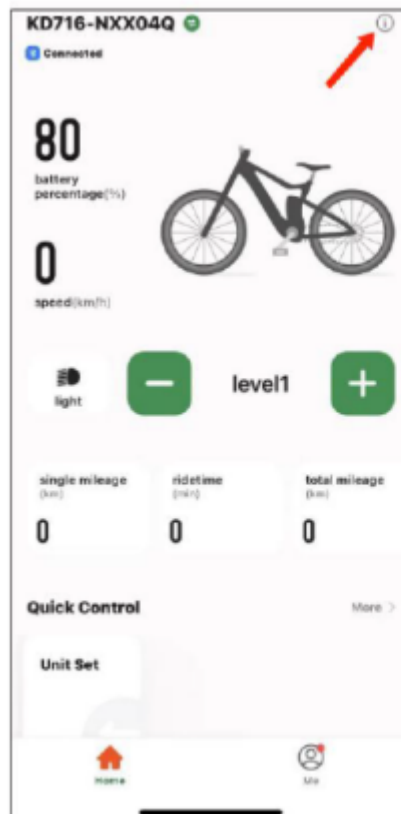 KD716-NXX04Q
Connected
80
battery
percentage(%)
0
speed(km/h)
light
level1
single mileage
(km)
0
ridetime
(min)
0
total mileage
(km)
0
Quick Control
More >
Unit Set
Home
Me